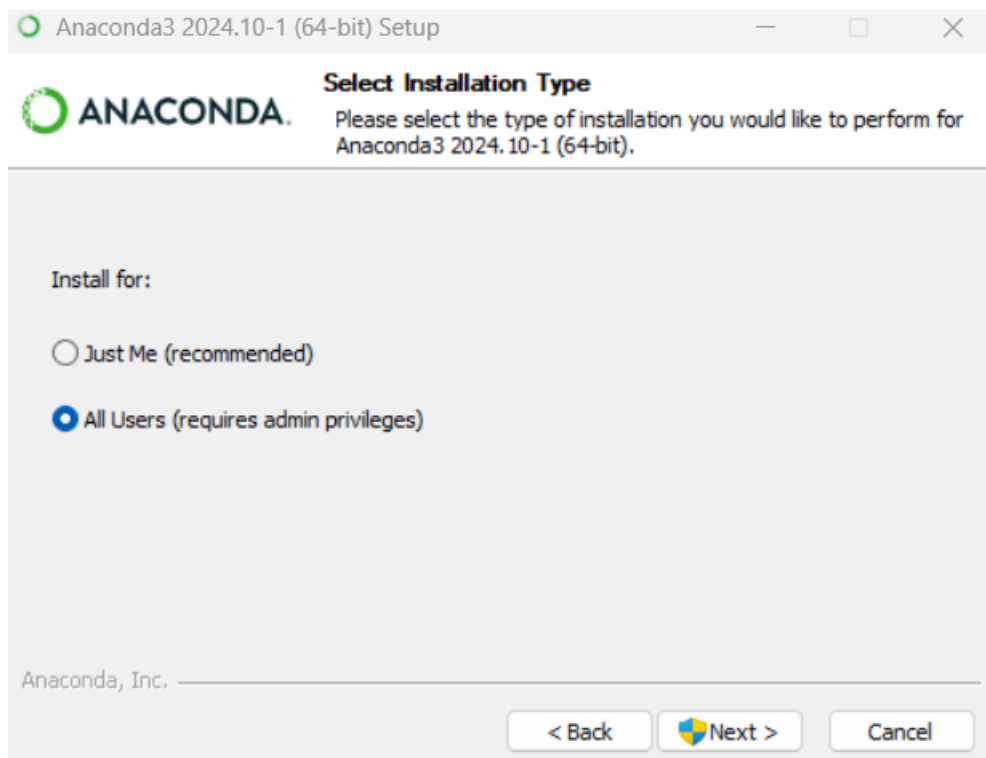 Anaconda3 2024.10-1 (64-bit) Setup
ANACONDA.
Select Installation Type
Please select the type of installation you would like to perform for
Anaconda3 2024.10-1 (64-bit).
Install for:
Just Me (recommended)
All Users (requires admin privileges)
Anaconda, Inc.
< Back
Next >
Cancel